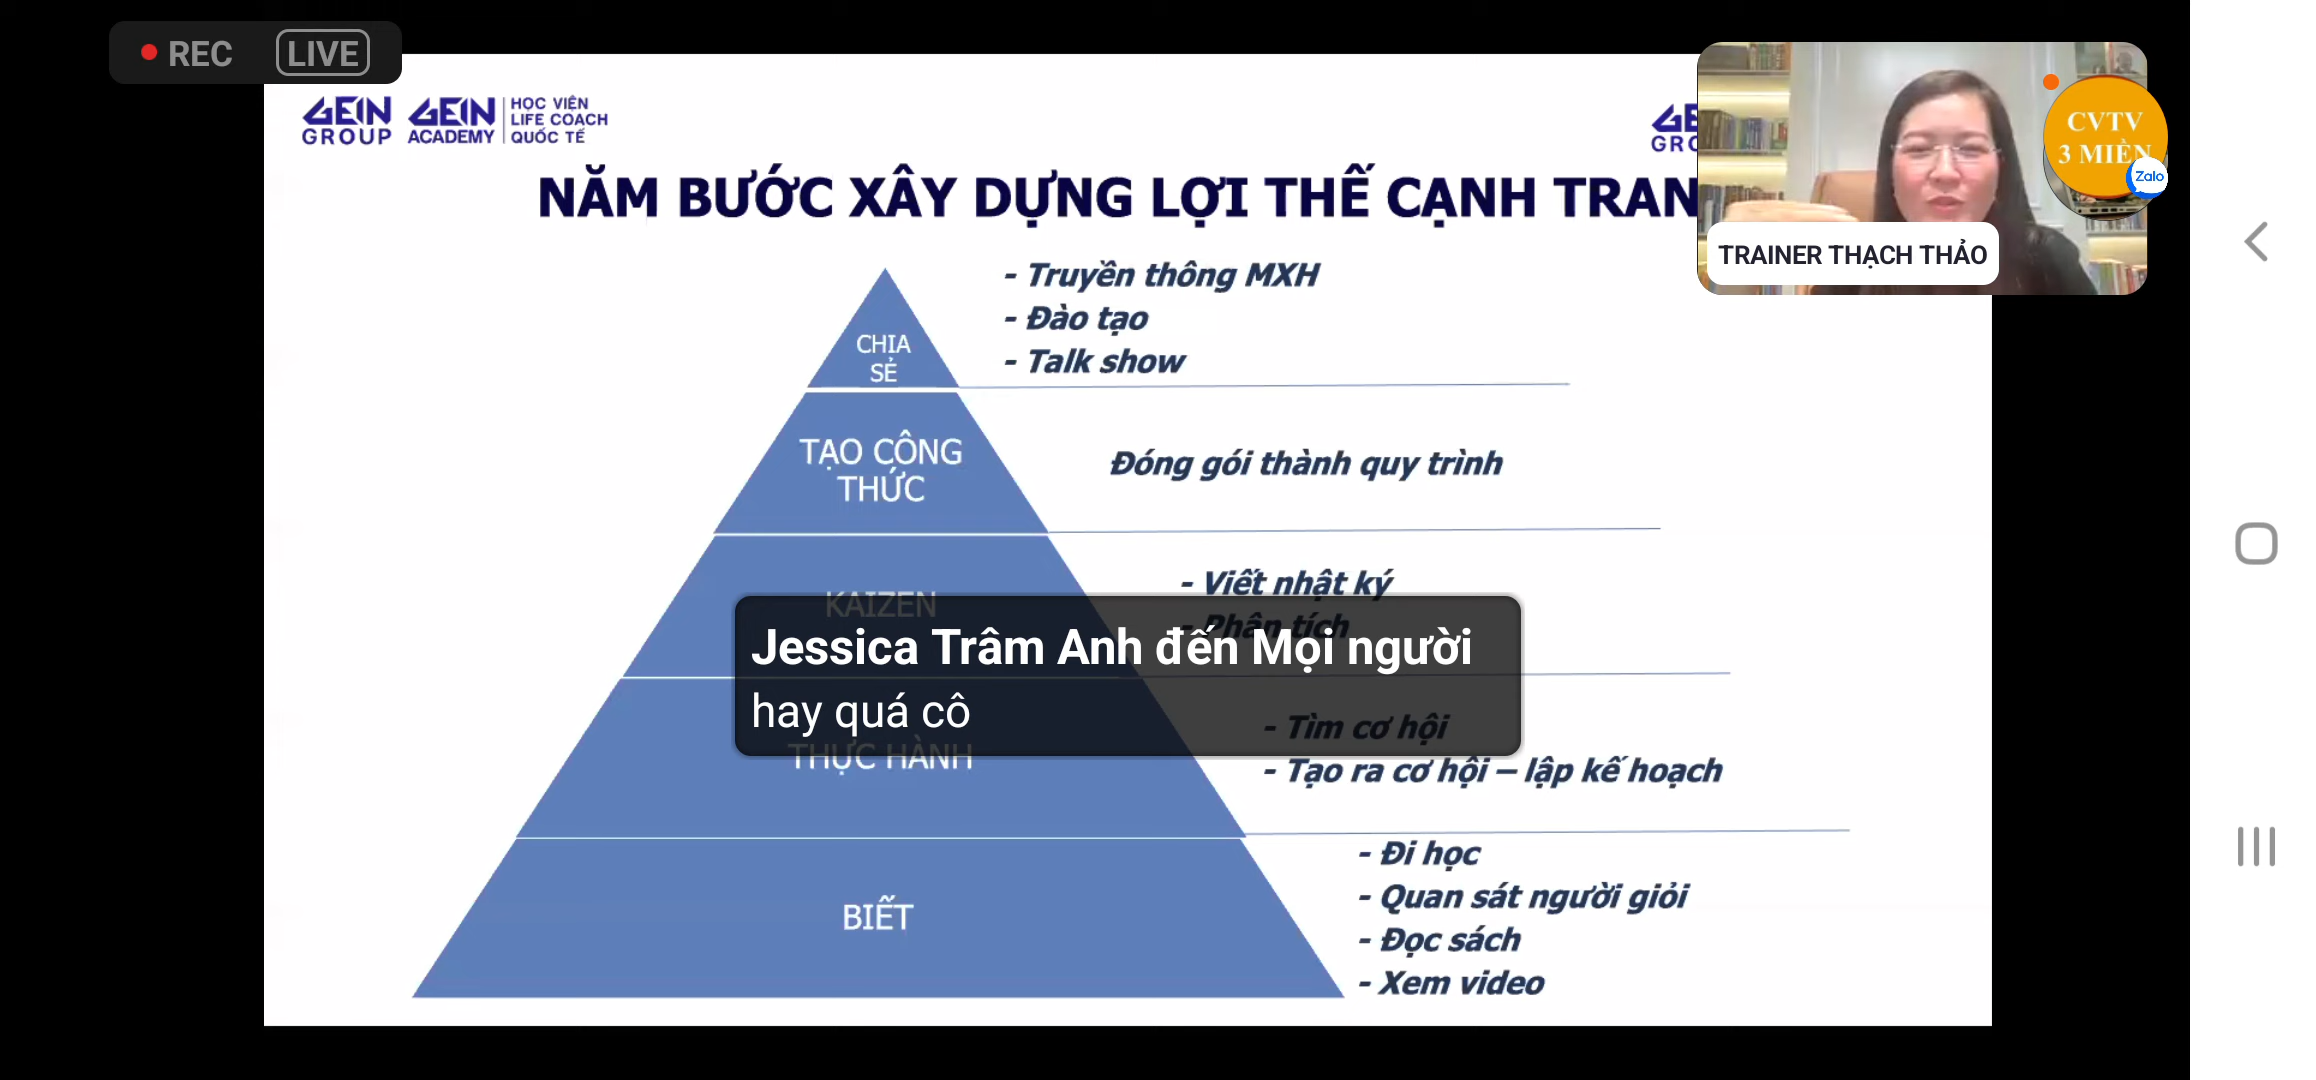 REC LIVE
GEIN
GROUP
GEIN
ACADEMY
HỌC VIỆN
LIFE COACH
QUỐC TẾ
NĂM BƯỚC XÂY DỰNG LỢI THẾ CẠNH TRAN
CVTV
3 MIỀN
Zalo
TRAINER THẠCH THẢO
CHIA
SẺ
- Truyền thông MXH
- Đào tạo
- Talk show
TẠO CÔNG
THỨC
Đóng gói thành quy trình
KAIZEN
- Viết nhật ký
- Phân tích
Jessica Trâm Anh đến Mọi người
hay quá cô
THỰC HÀNH
- Tìm cơ hội
- Tạo ra cơ hội – lập kế hoạch
BIẾT
- Đi học
- Quan sát người giỏi
- Đọc sách
- Xem video